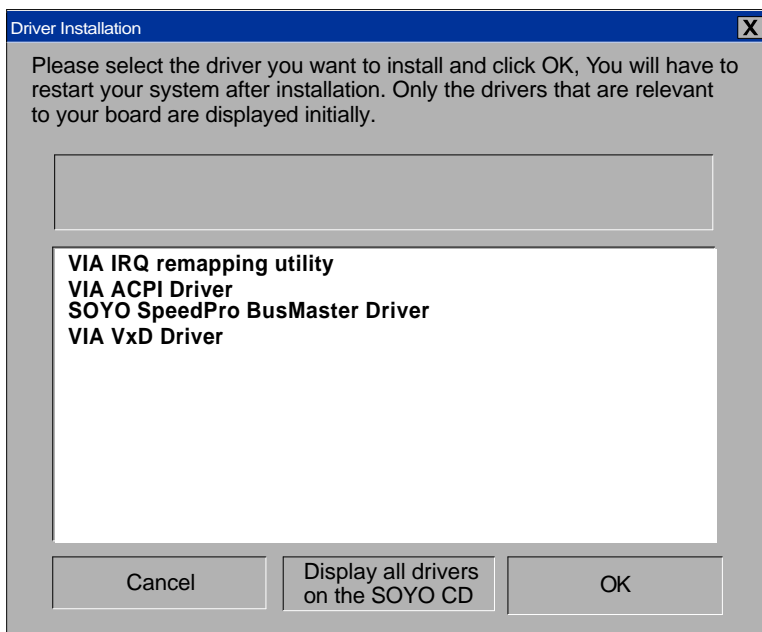 Driver Installation
X
Please select the driver you want to install and click OK, You will have to
restart your system after installation. Only the drivers that are relevant
to your board are displayed initially.
VIA IRQ remapping utility
VIA ACPI Driver
SOYO SpeedPro BusMaster Driver
VIA VxD Driver
Cancel
Display all drivers
on the SOYO CD
OK